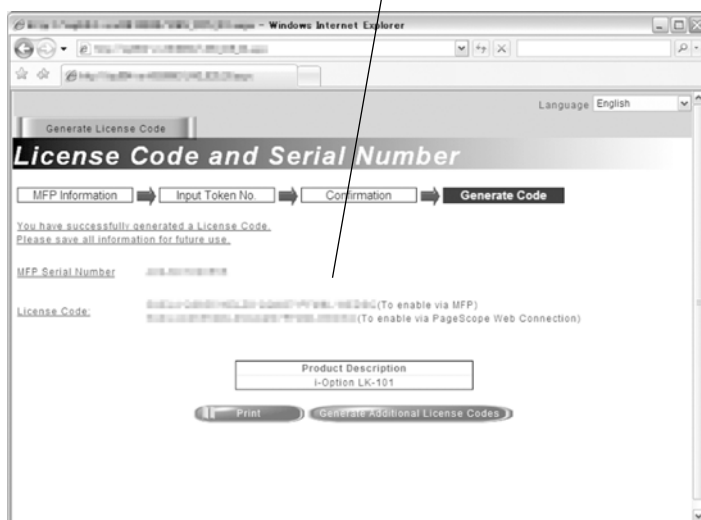 - Windows Internet Explorer
Language English
Generate License Code
License Code and Serial Number
MFP Information Input Token No. Confirmation Generate Code
You have successfully generated a License Code.
Please save all information for future use.
MFP Serial Number
(To enable via MFP)
License Code:
(To enable via PageScope Web Connection)
Product Description
i-Option LK-101
Print Generate Additional License Codes